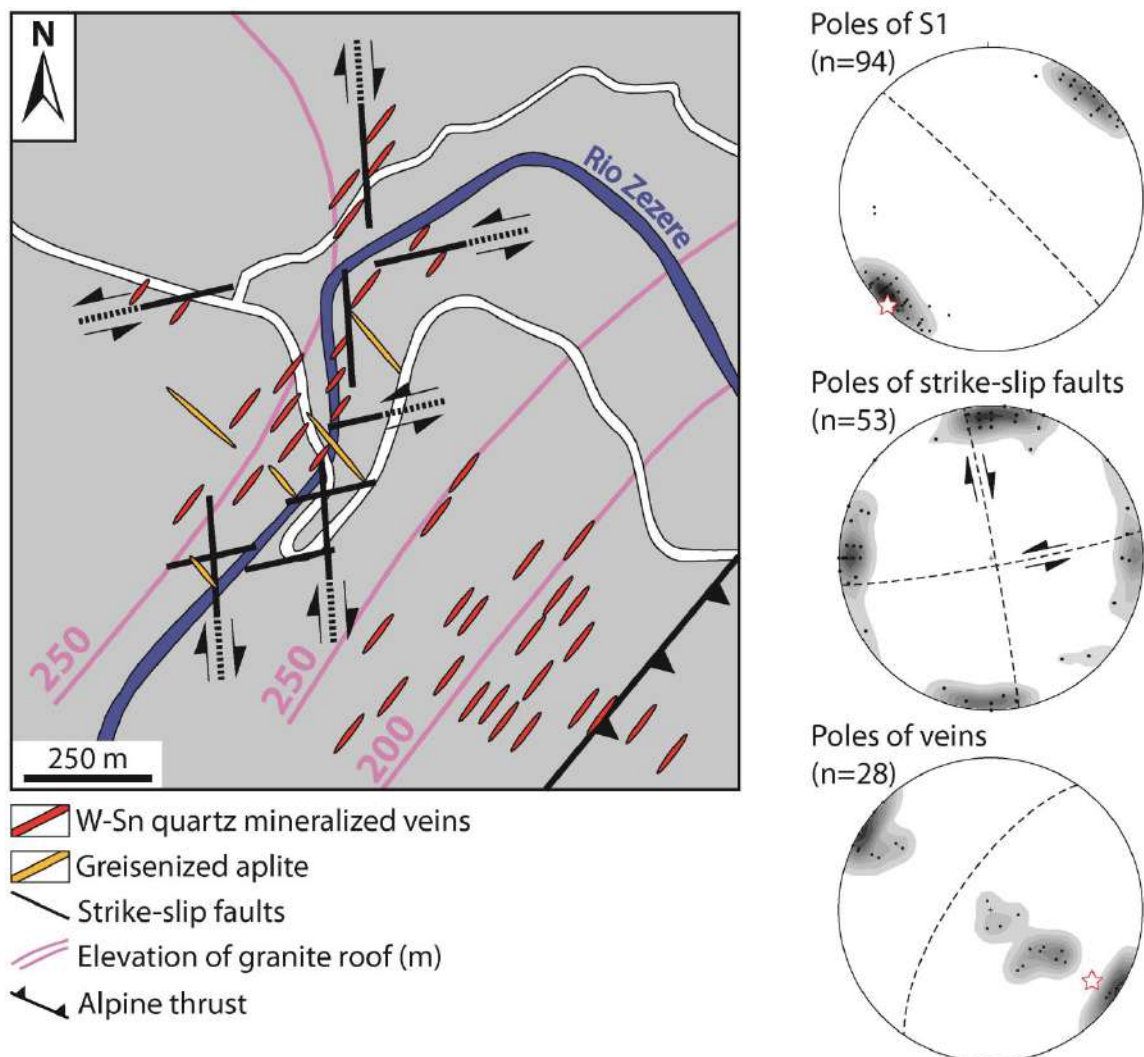 N
Rio Zezere
250
250
200
250 m
W-Sn quartz mineralized veins
Greisenized aplite
Strike-slip faults
Elevation of granite roof (m)
Alpine thrust
Poles of S1
(n=94)
Poles of strike-slip faults
(n=53)
Poles of veins
(n=28)